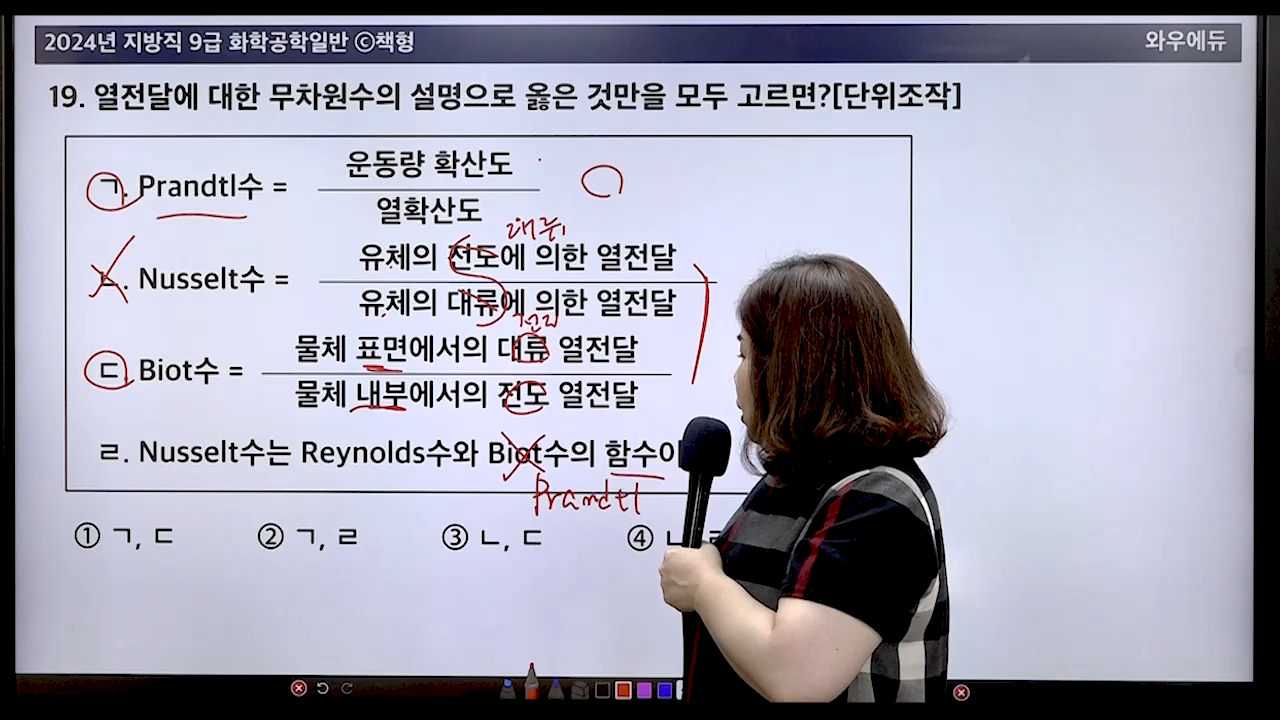 2024년 지방직 9급 화학공학일반 ⓒ책형
와우에듀
19. 열전달에 대한 무차원수의 설명으로 옳은 것만을 모두 고르면?[단위조작]
ㄱ. Prandtl수 = 운동량 확산도
열확산도
대류
ㄴ. Nusselt수 = 유체의 전도에 의한 열전달
유체의 대류에 의한 열전달
전도
ㄷ. Biot수 = 물체 표면에서의 대류 열전달
물체 내부에서의 전도 열전달
ㄹ. Nusselt수는 Reynolds수와 Biot수의 함수이
Prandtl
① ㄱ, ㄷ ② ㄱ, ㄹ ③ ㄴ, ㄷ ④ ㄴ